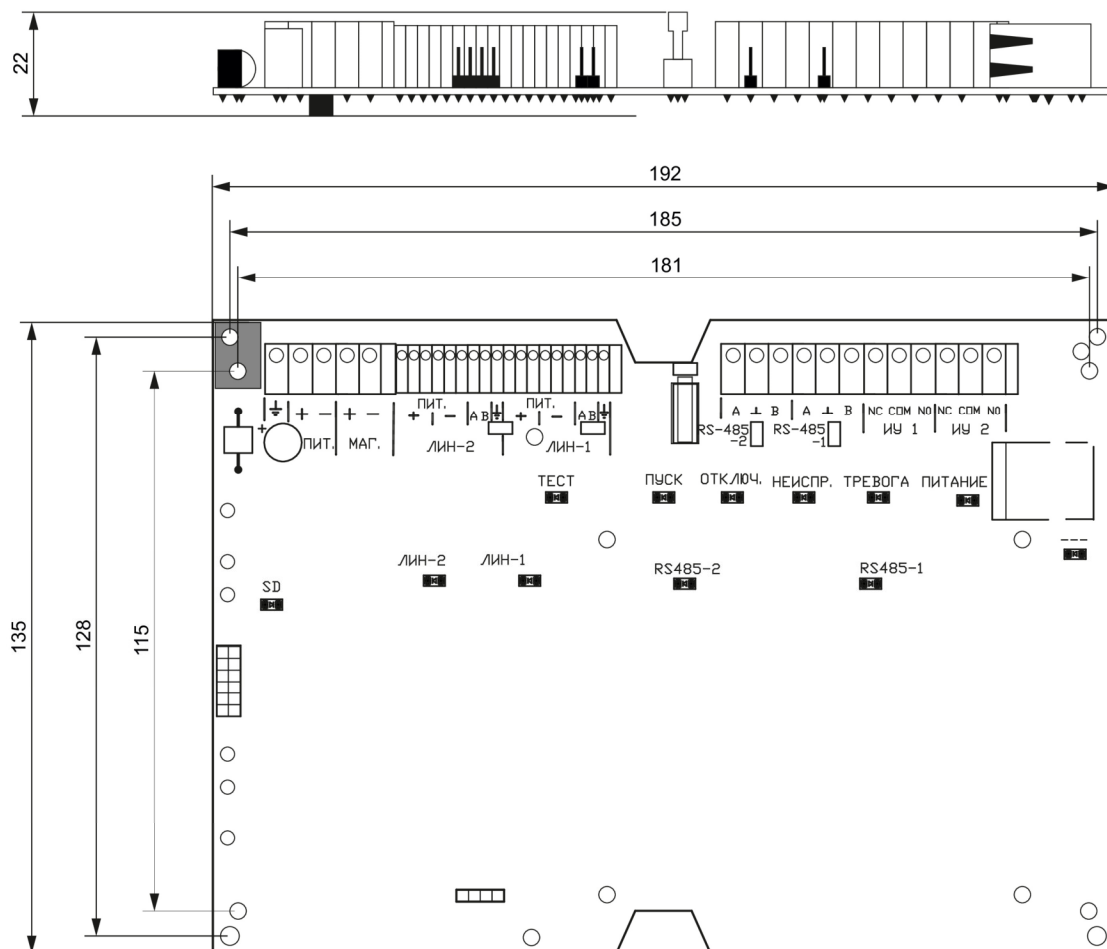 22
192
185
181
135
128
115
+ - + -
+
ПИТ. МАГ.
ПИТ.
+ - A B
ЛИН-2
ПИТ.
+ - A B
ЛИН-1
A ⊥ B A ⊥ B NC COM NO NC COM NO
RS-485
-2
RS-485
-1
ИУ 1 ИУ 2
ТЕСТ ПУСК ОТКЛЮЧ. НЕИСПР. ТРЕВОГА ПИТАНИЕ
---
ЛИН-2 ЛИН-1 RS485-2 RS485-1
SD